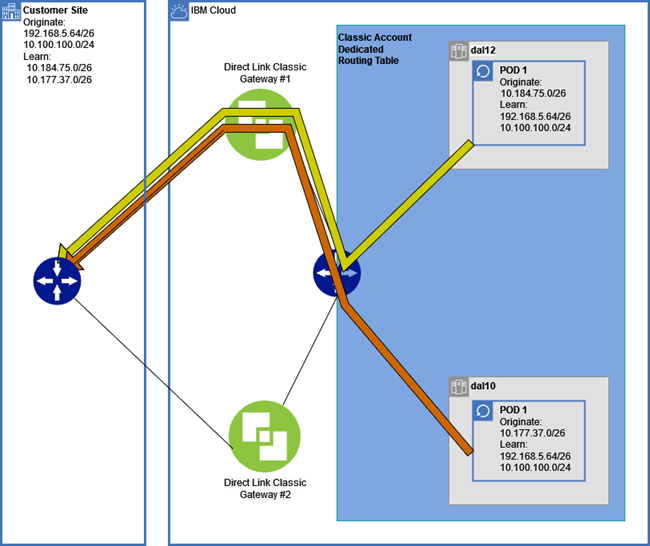 Customer Site
Originate:
192.168.5.64/26
10.100.100.0/24
Learn:
10.184.75.0/26
10.177.37.0/26
IBM Cloud
Direct Link Classic
Gateway #1
Classic Account
Dedicated
Routing Table
dal12
POD 1
Originate:
10.184.75.0/26
Learn:
192.168.5.64/26
10.100.100.0/24
Direct Link Classic
Gateway #2
dal10
POD 1
Originate:
10.177.37.0/26
Learn:
192.168.5.64/26
10.100.100.0/24